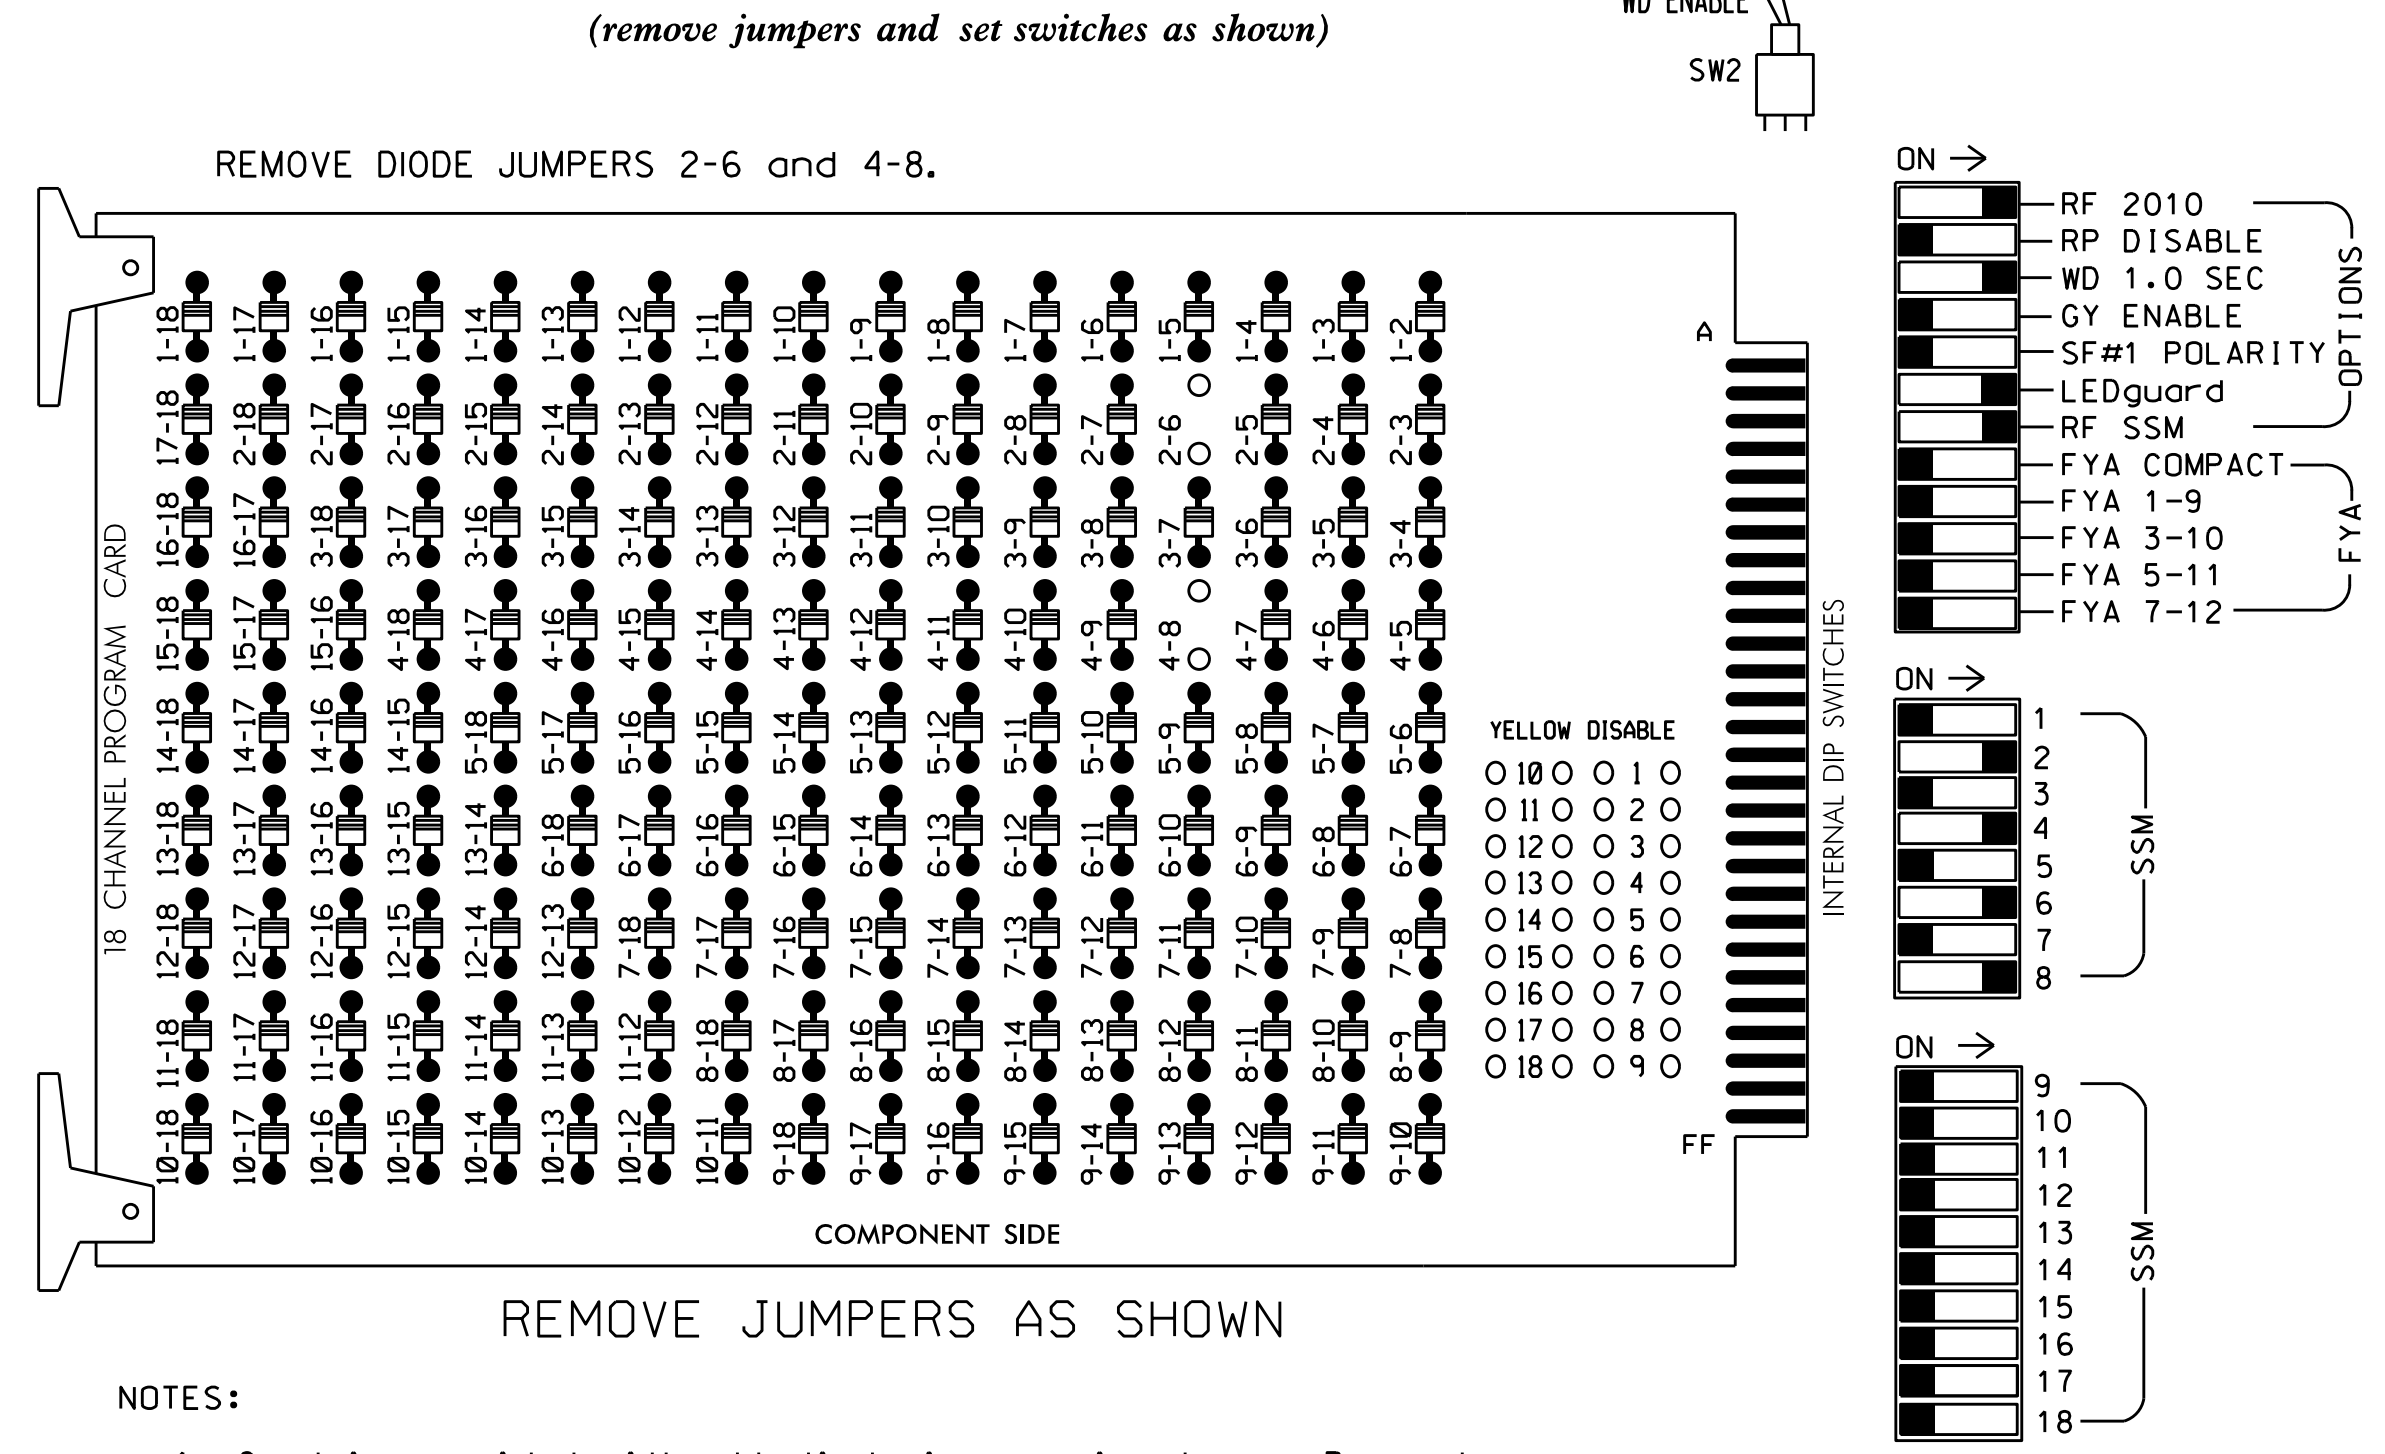 WD ENABLE
(remove jumpers and set switches as shown)
SW2
REMOVE DIODE JUMPERS 2-6 and 4-8.
1-18 1-17 1-16 1-15 1-14 1-13 1-12 1-11 1-10 1-9 1-8 1-7 1-6 1-5 1-4 1-3 1-2
17-18 2-18 2-17 2-16 2-15 2-14 2-13 2-12 2-11 2-10 2-9 2-8 2-7 2-6 2-5 2-4 2-3
16-18 16-17 3-18 3-17 3-16 3-15 3-14 3-13 3-12 3-11 3-10 3-9 3-8 3-7 3-6 3-5 3-4
15-18 15-17 15-16 4-18 4-17 4-16 4-15 4-14 4-13 4-12 4-11 4-10 4-9 4-8 4-7 4-6 4-5
14-18 14-17 14-16 14-15 5-18 5-17 5-16 5-15 5-14 5-13 5-12 5-11 5-10 5-9 5-8 5-7 5-6
13-18 13-17 13-16 13-15 13-14 6-18 6-17 6-16 6-15 6-14 6-13 6-12 6-11 6-10 6-9 6-8 6-7
12-18 12-17 12-16 12-15 12-14 12-13 7-18 7-17 7-16 7-15 7-14 7-13 7-12 7-11 7-10 7-9 7-8
11-18 11-17 11-16 11-15 11-14 11-13 11-12 8-18 8-17 8-16 8-15 8-14 8-13 8-12 8-11 8-10 8-9
10-18 10-17 10-16 10-15 10-14 10-13 10-12 10-11 9-18 9-17 9-16 9-15 9-14 9-13 9-12 9-11 9-10
18 CHANNEL PROGRAM CARD
A
YELLOW DISABLE
10 1
11 2
12 3
13 4
14 5
15 6
16 7
17 8
18 9
FF
COMPONENT SIDE
INTERNAL DIP SWITCHES
ON
RF 2010
RP DISABLE
WD 1.0 SEC
GY ENABLE
SF#1 POLARITY
LEDguard
RF SSM
OPTIONS
FYA COMPACT
FYA 1-9
FYA 3-10
FYA 5-11
FYA 7-12
FYA
ON
1
2
3
4
5
6
7
8
SSM
ON
9
10
11
12
13
14
15
16
17
18
SSM
REMOVE JUMPERS AS SHOWN
NOTES: